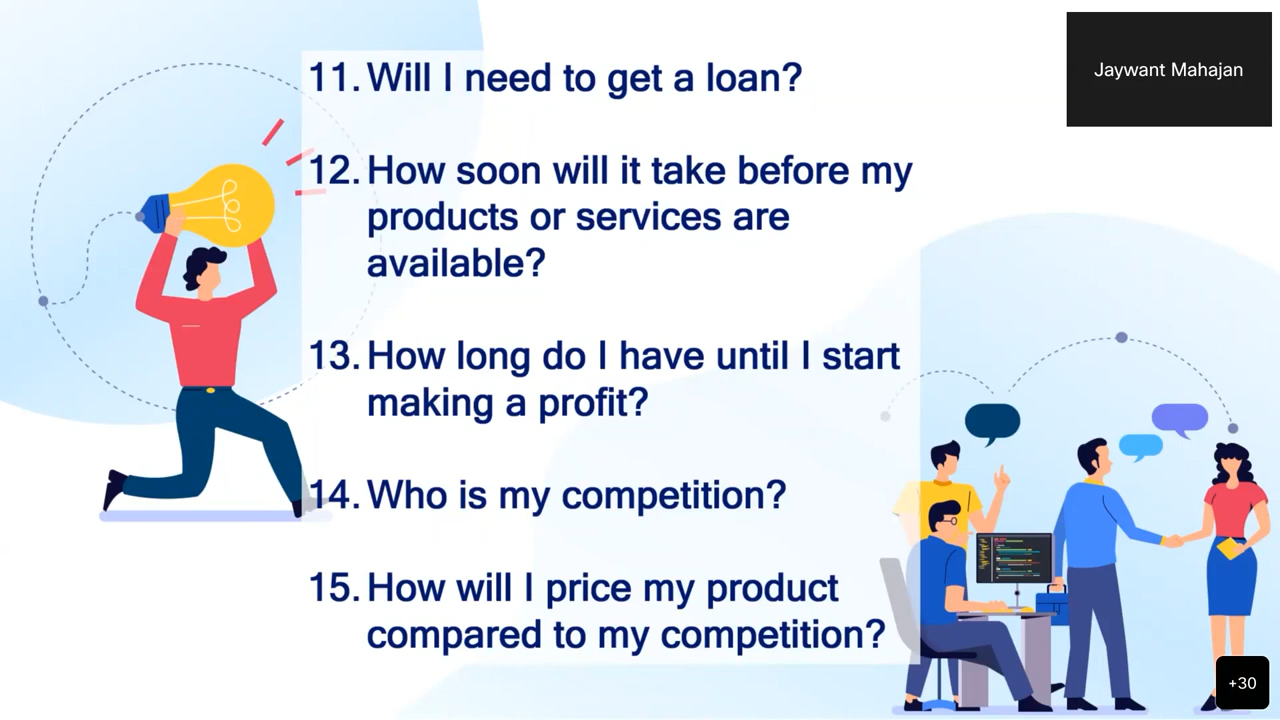 11. Will I need to get a loan?
12. How soon will it take before my
products or services are
available?
13. How long do I have until I start
making a profit?
14. Who is my competition?
15. How will I price my product
compared to my competition?
Jaywant Mahajan
+30